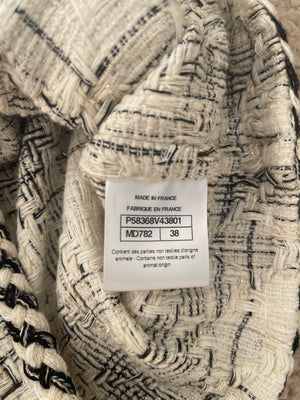 MADE IN FRANCE
FABRIQUE EN FRANCE
P58368V43801
MD782 38
Contient des parties non textiles d'origine
animale - Contains non textile parts of
animal origin